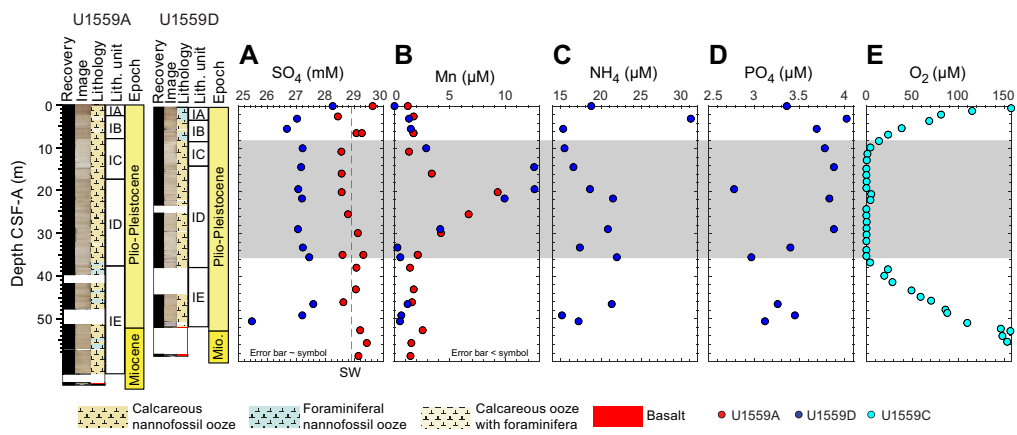 U1559A
U1559D
Recovery
Image
Lithology
Lith. unit
Epoch
Recovery
Image
Lithology
Lith. unit
Epoch
A
B
C
D
E
SO4 (mM)
Mn (µM)
NH4 (µM)
PO4 (µM)
O2 (µM)
25 26 27 28 29 30
0 5 10
15 20 25 30
2.5 3 3.5 4
0 50 100 150
Depth CSF-A (m)
0
10
20
30
40
50
IA
IB
IC
ID
IE
Plio-Pleistocene
Miocene
IA
IB
IC
ID
IE
Plio-Pleistocene
Mio.
Error bar ~ symbol
Error bar < symbol
SW
Calcareous nannofossil ooze
Foraminiferal nannofossil ooze
Calcareous ooze with foraminifera
Basalt
U1559A
U1559D
U1559C